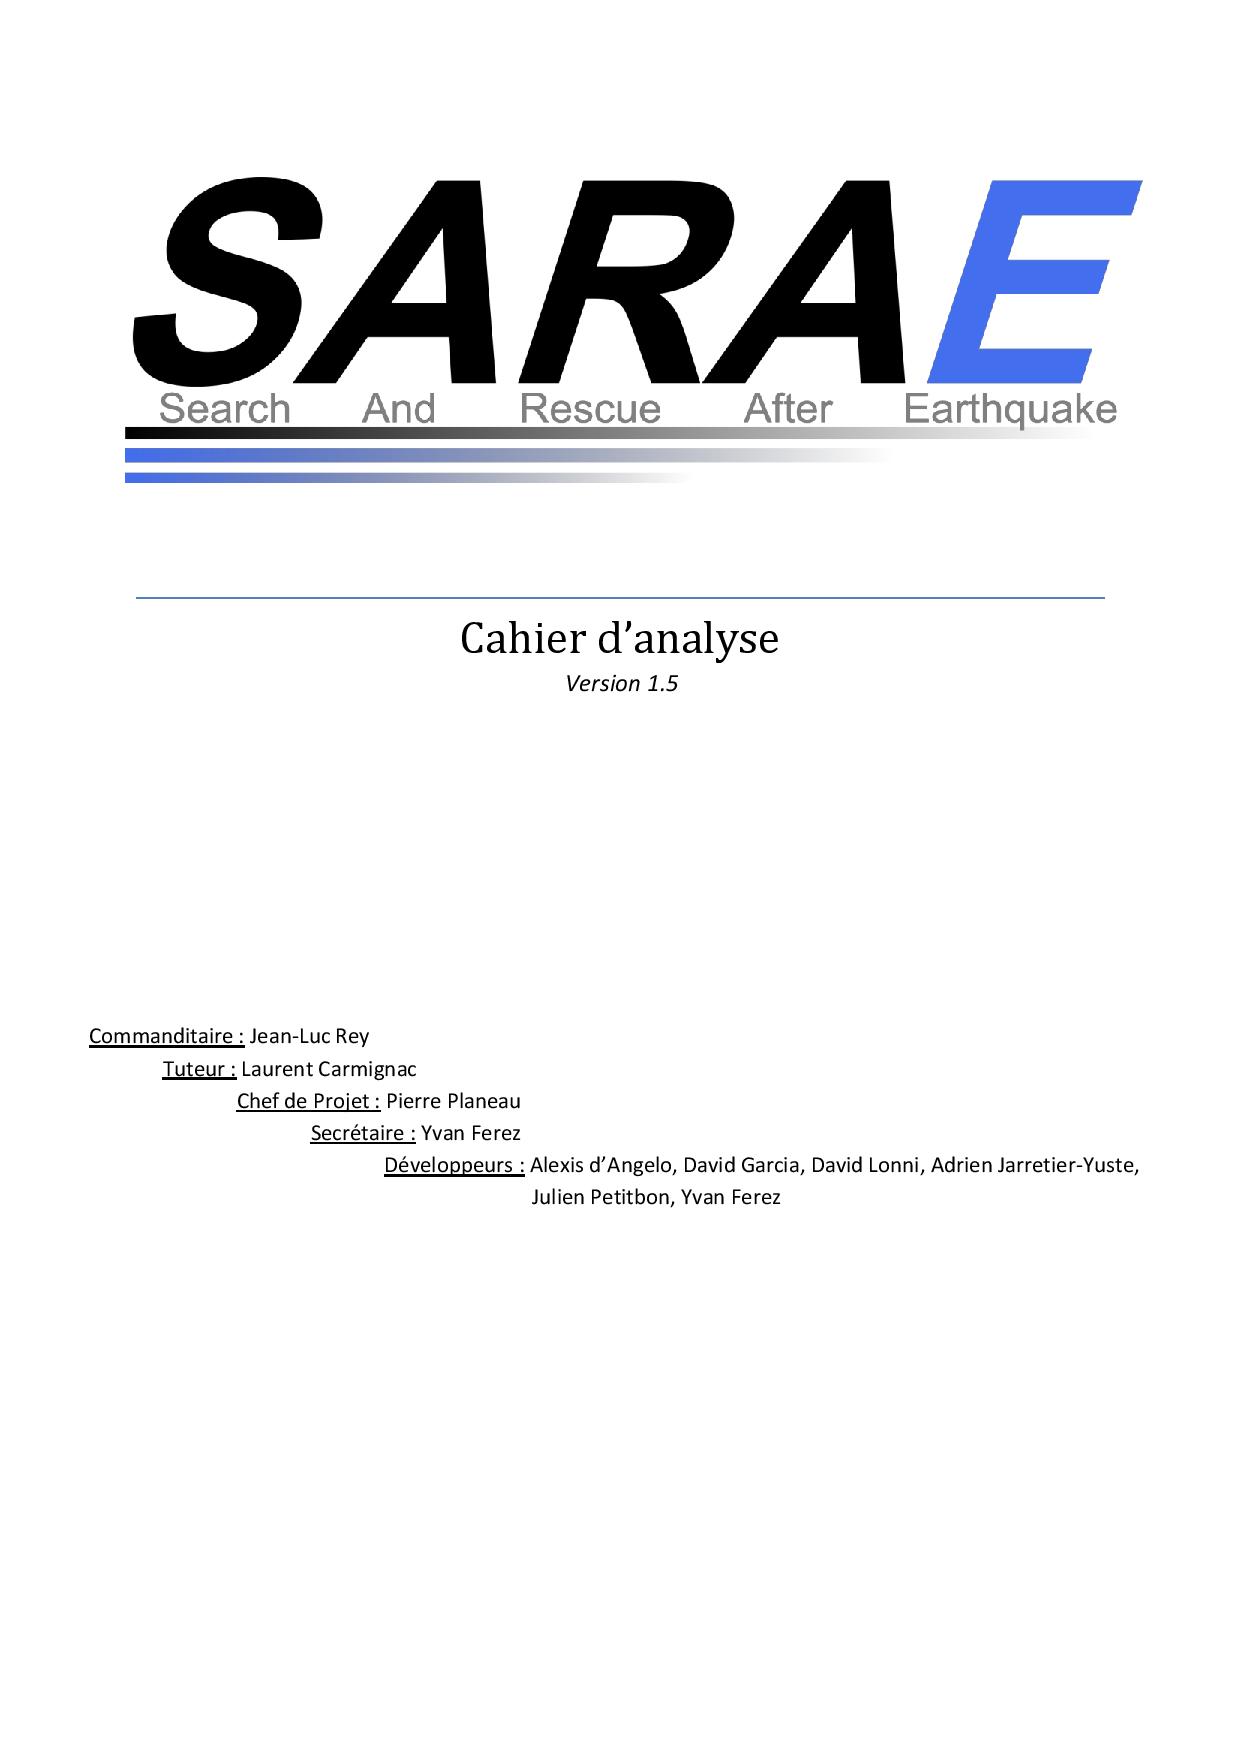 SARAE
Search And Rescue After Earthquake
Cahier d’analyse
Version 1.5
Commanditaire : Jean-Luc Rey
Tuteur : Laurent Carmignac
Chef de Projet : Pierre Planeau
Secrétaire : Yvan Ferez
Développeurs : Alexis d’Angelo, David Garcia, David Lonni, Adrien Jarretier-Yuste,
Julien Petitbon, Yvan Ferez